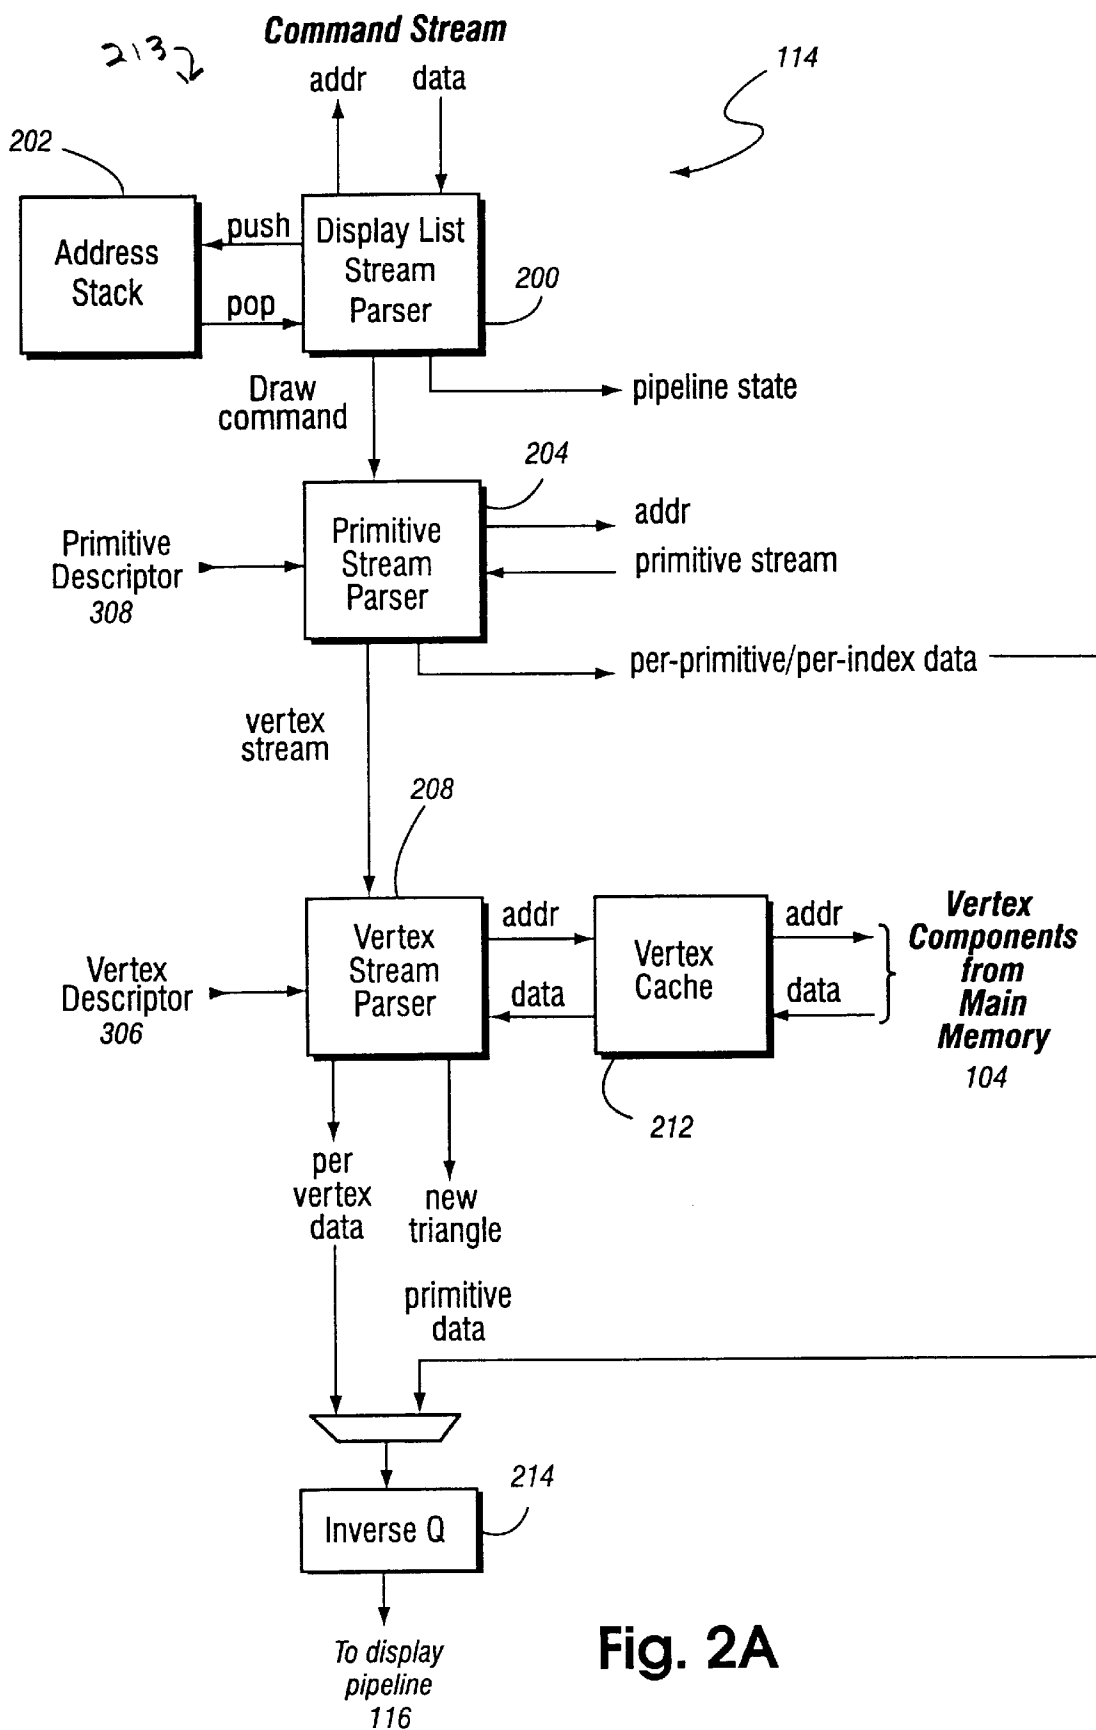 Command Stream
213
addr
data
114
202
push
Address
Stack
pop
Display List
Stream
Parser
200
Draw
command
pipeline state
204
Primitive
Descriptor
308
Primitive
Stream
Parser
addr
primitive stream
per-primitive/per-index data
vertex
stream
208
Vertex
Descriptor
306
Vertex
Stream
Parser
addr
data
Vertex
Cache
212
addr
data
Vertex
Components
from
Main
Memory
104
per
vertex
data
new
triangle
primitive
data
Inverse Q
214
To display
pipeline
116
Fig. 2A